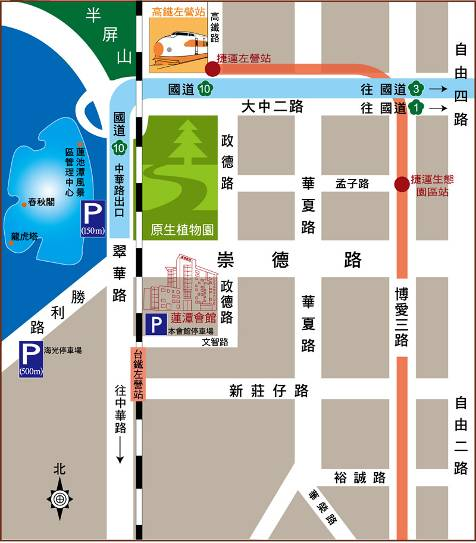 半屏山
高鐵左營站
高鐵路
捷運左營站
自由四路
國道 10
往 國道 3
往 國道 1
大中二路
國道 10 中華路出口
蓮池潭風景
區管理中心
春秋閣
龍虎塔
P
(150m)
政德路
原生植物園
華夏路
孟子路
捷運生態
園區站
崇德路
翠華路
勝利路
蓮潭會館
P 本會館停車場
政德路
文智路
華夏路
博愛三路
P
(500m)
海光停車場
台鐵左營站
往中華路
新莊仔路
自由二路
北
裕誠路
華榮路